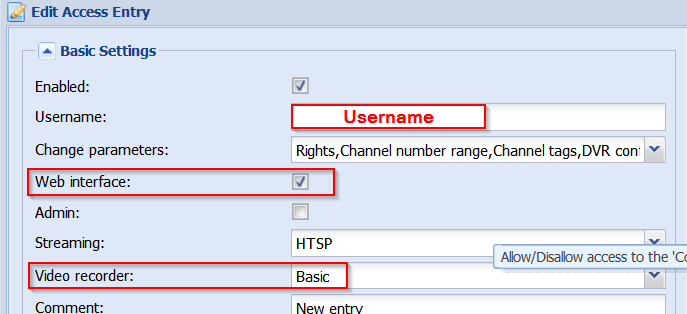 Edit Access Entry
Basic Settings
Enabled:
Username: Username
Change parameters: Rights,Channel number range,Channel tags,DVR
Web interface:
Admin:
Streaming: HTSP
Allow/Disallow access to the
Video recorder: Basic
Comment: New entry